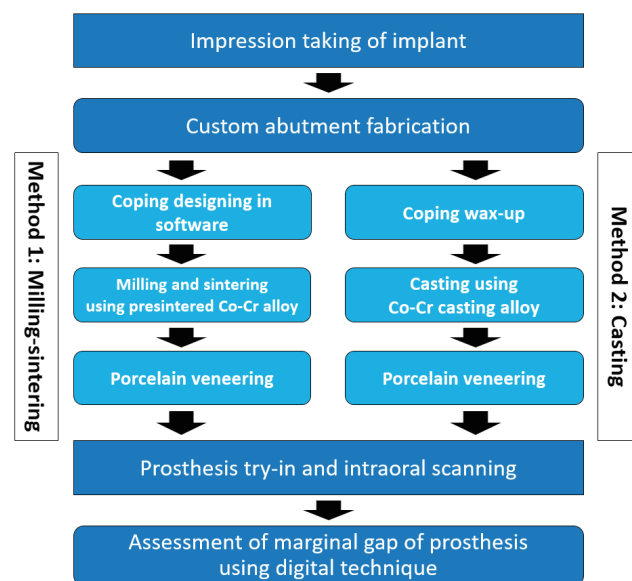 Impression taking of implant
Custom abutment fabrication
Method 1: Milling-sintering
Coping designing in
software
Milling and sintering
using presintered Co-Cr alloy
Porcelain veneering
Coping wax-up
Casting using
Co-Cr casting alloy
Porcelain veneering
Method 2: Casting
Prosthesis try-in and intraoral scanning
Assessment of marginal gap of prosthesis
using digital technique